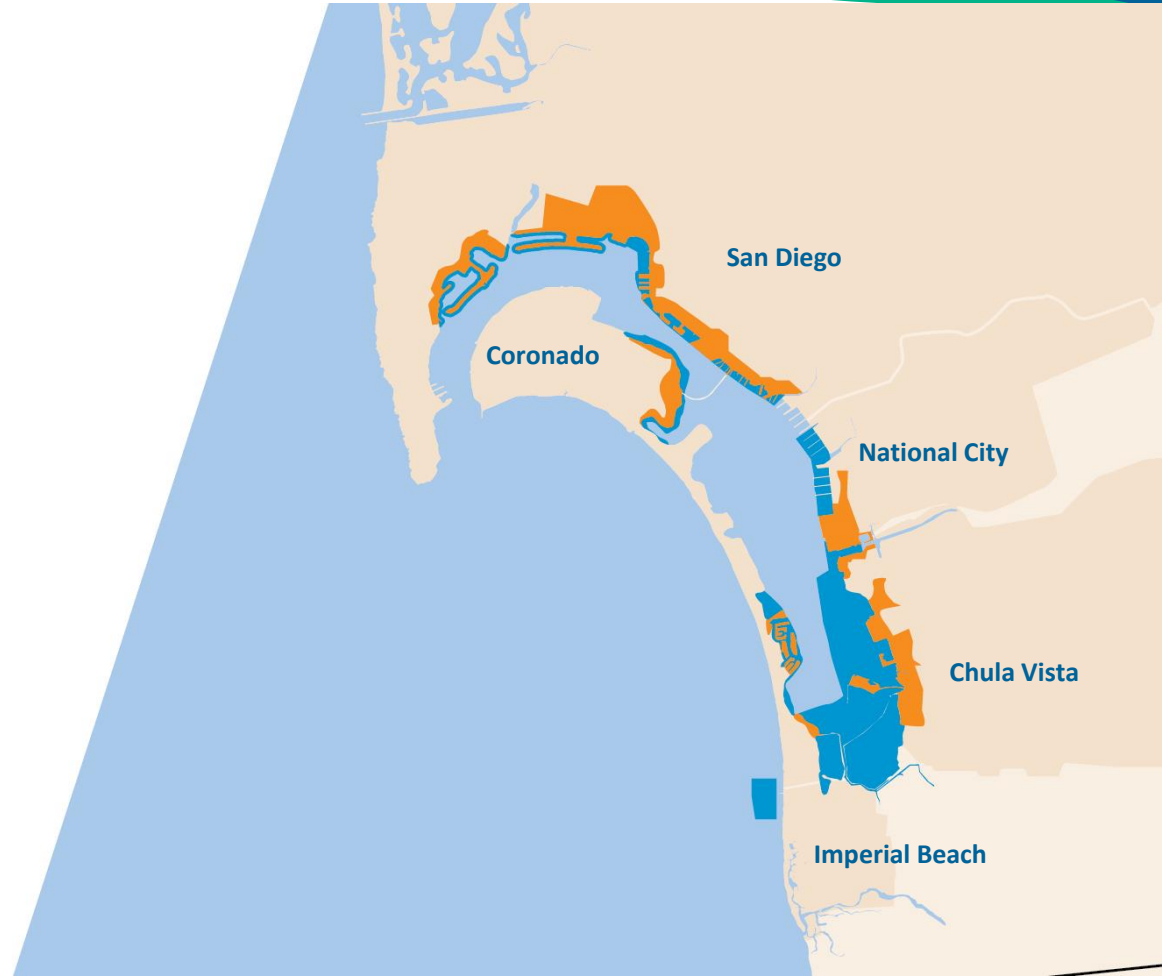 San Diego
Coronado
National City
Chula Vista
Imperial Beach